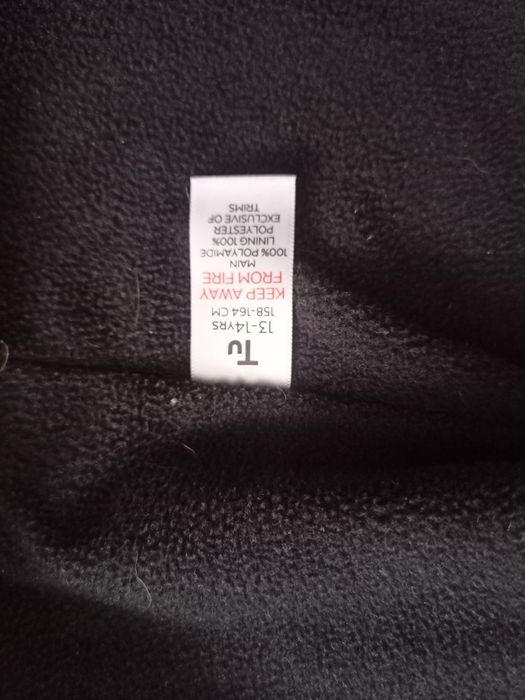 Tu
13-14YRS
158-164 CM
KEEP AWAY
FROM FIRE
MAIN
100% POLYAMIDE
LINING 100%
POLYESTER
EXCLUSIVE OF
TRIMS